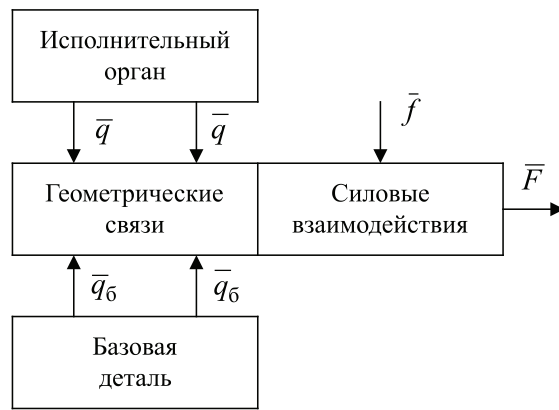 Исполнительный
орган
q̅ q̅ f̄
Геометрические
связи
Силовые
взаимодействия
F̅
q̅б q̅б
Базовая
деталь